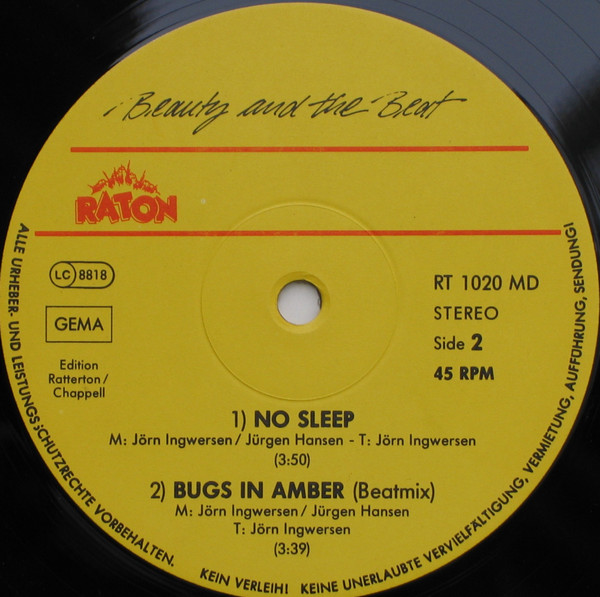 Beauty and the Beat
RATON
LC 8818
GEMA
Edition
Ratterton/
Chappell
RT 1020 MD
STEREO
Side 2
45 RPM
1) NO SLEEP
M: Jörn Ingwersen/Jürgen Hansen - T: Jörn Ingwersen
(3:50)
2) BUGS IN AMBER (Beatmix)
M: Jörn Ingwersen/Jürgen Hansen
T: Jörn Ingwersen
(3:39)
ALLE URHEBER- UND LEISTUNGSSCHUTZRECHTE VORBEHALTEN. KEIN VERLEIH! KEINE UNERLAUBTE VERVIELFÄLTIGUNG, VERMIETUNG, AUFFÜHRUNG, SENDUNG!